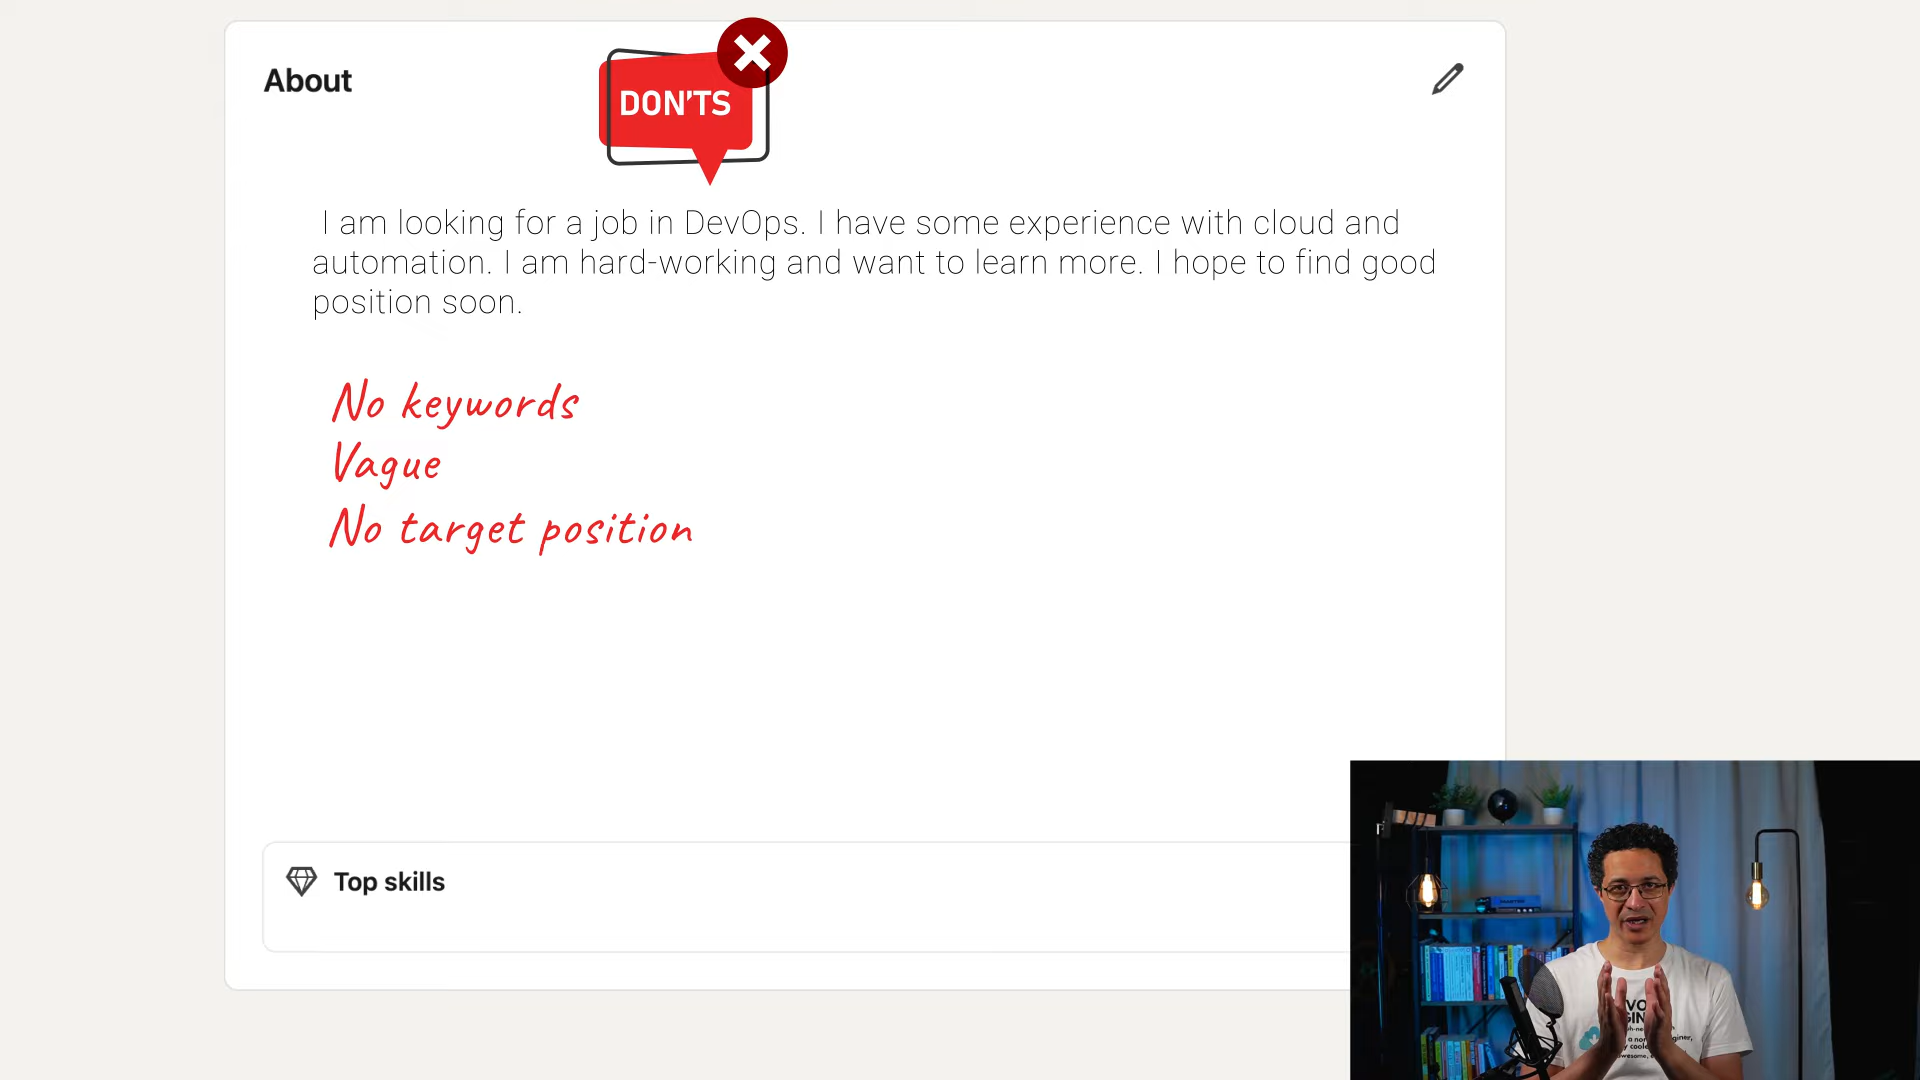 About
DON'TS
I am looking for a job in DevOps. I have some experience with cloud and
automation. I am hard-working and want to learn more. I hope to find good
position soon.
No keywords
Vague
No target position
Top skills